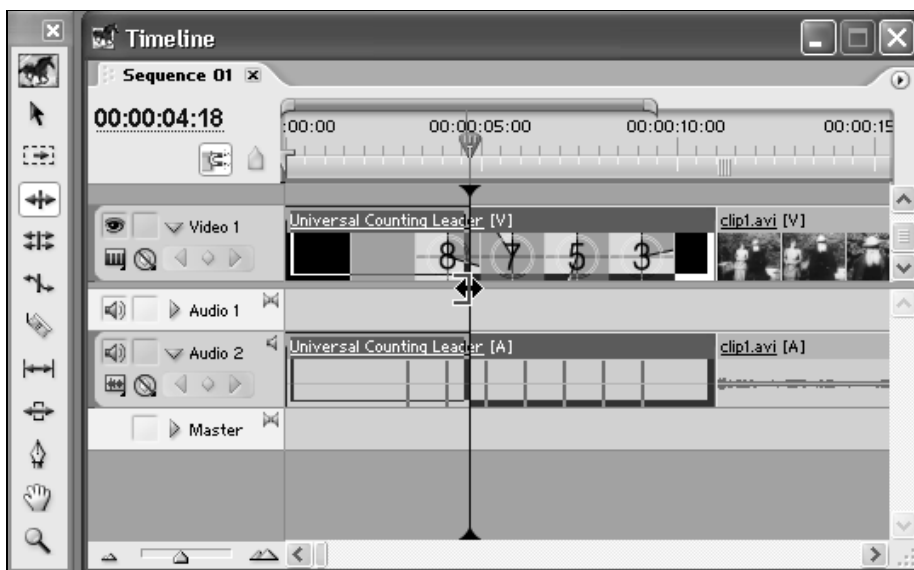 Timeline
Sequence 01
00:00:04:18
:00:00 00:00:05:00 00:00:10:00 00:00:15
Video 1
Universal Counting Leader [V] clip1.avi [V]
8 7 5 3
Audio 1
Audio 2
Universal Counting Leader [A] clip1.avi [A]
Master